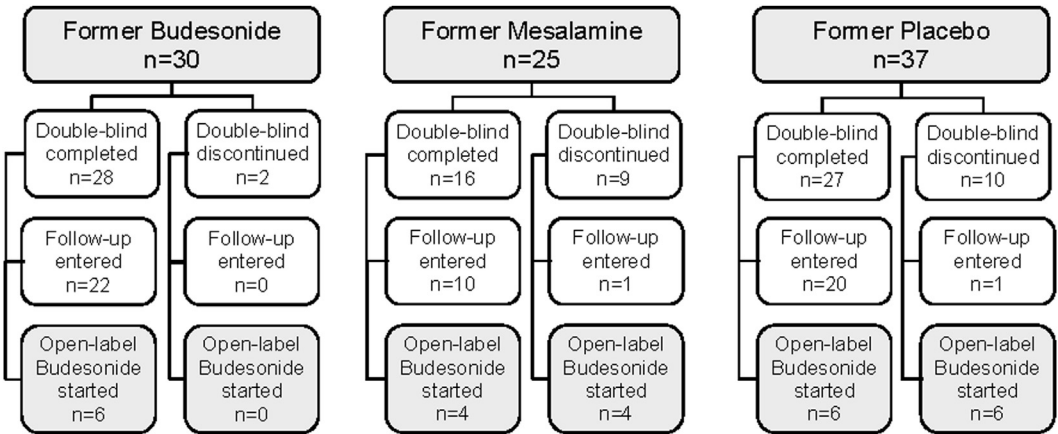 Former Budesonide
n=30
Double-blind
completed
n=28
Double-blind
discontinued
n=2
Follow-up
entered
n=22
Follow-up
entered
n=0
Open-label
Budesonide
started
n=6
Open-label
Budesonide
started
n=0
Former Mesalamine
n=25
Double-blind
completed
n=16
Double-blind
discontinued
n=9
Follow-up
entered
n=10
Follow-up
entered
n=1
Open-label
Budesonide
started
n=4
Open-label
Budesonide
started
n=4
Former Placebo
n=37
Double-blind
completed
n=27
Double-blind
discontinued
n=10
Follow-up
entered
n=20
Follow-up
entered
n=1
Open-label
Budesonide
started
n=6
Open-label
Budesonide
started
n=6